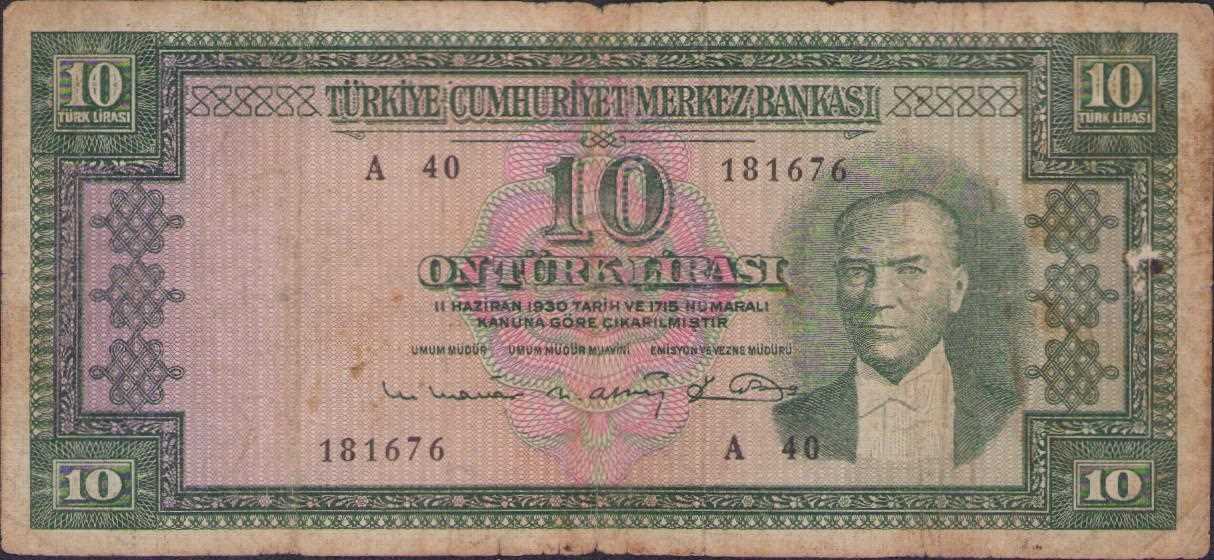 10 10
TÜRK LİRASI TÜRKİYE CUMHURİYET MERKEZ BANKASI TÜRK LİRASI
A 40 181676
10
ON TÜRK LİRASI
11 HAZİRAN 1930 TARİH VE 1715 NUMARALI
KANUNA GÖRE ÇIKARILMIŞTIR
UMUM MÜDÜR UMUM MÜDÜR MUAVİNİ EMİSYON VE VEZNE MÜDÜRÜ
181676 A 40
10 10